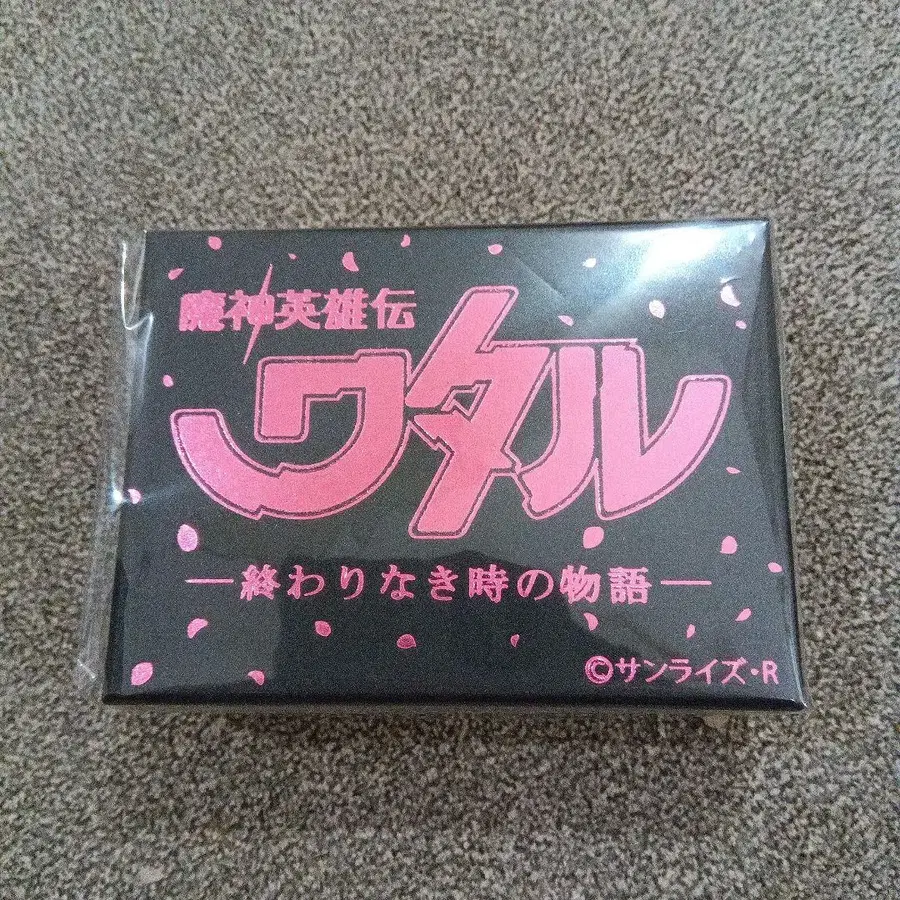 魔神英雄伝
ワタル
―終わりなき時の物語―
©サンライズ・R